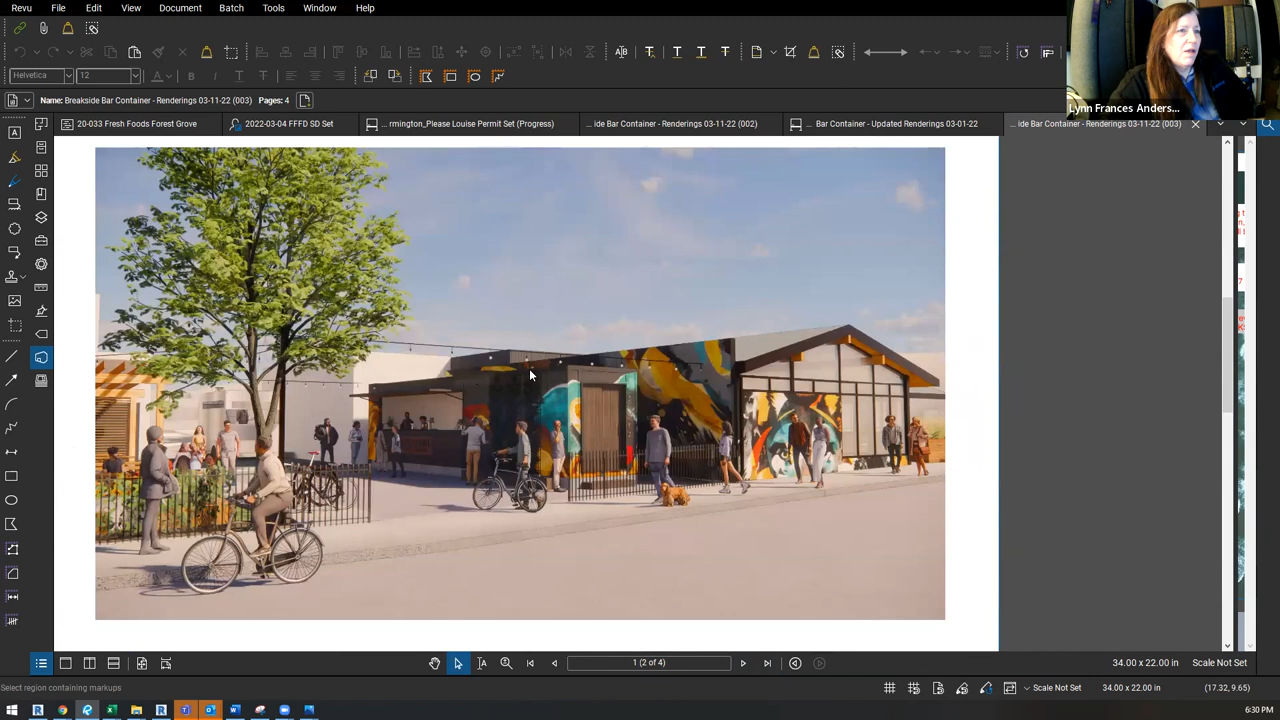 Revu File Edit View Document Batch Tools Window Help
Helvetica 12 B I
Name: Breakside Bar Container - Renderings 03-11-22 (003) Pages: 4
Lynn Frances Anders...
20-033 Fresh Foods Forest Grove 2022-03-04 FFFD SD Set ... rmington_Please Louise Permit Set (Progress) ... ide Bar Container - Renderings 03-11-22 (002) ... Bar Container - Updated Renderings 03-01-22 ... ide Bar Container - Renderings 03-11-22 (003)
1 (2 of 4) 34.00 x 22.00 in Scale Not Set
Select region containing markups Scale Not Set 34.00 x 22.00 in (17.32, 9.65)
6:30 PM